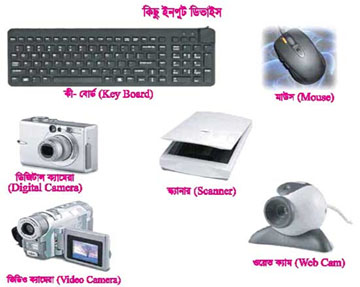 কিছু ইনপুট ডিভাইস
কী- বোর্ড (Key Board)
মাউস (Mouse)
ডিজিটাল ক্যামেরা
(Digital Camera)
স্ক্যানার (Scanner)
ভিডিও ক্যামেরা (Video Camera)
ওয়েব ক্যাম (Web Cam)